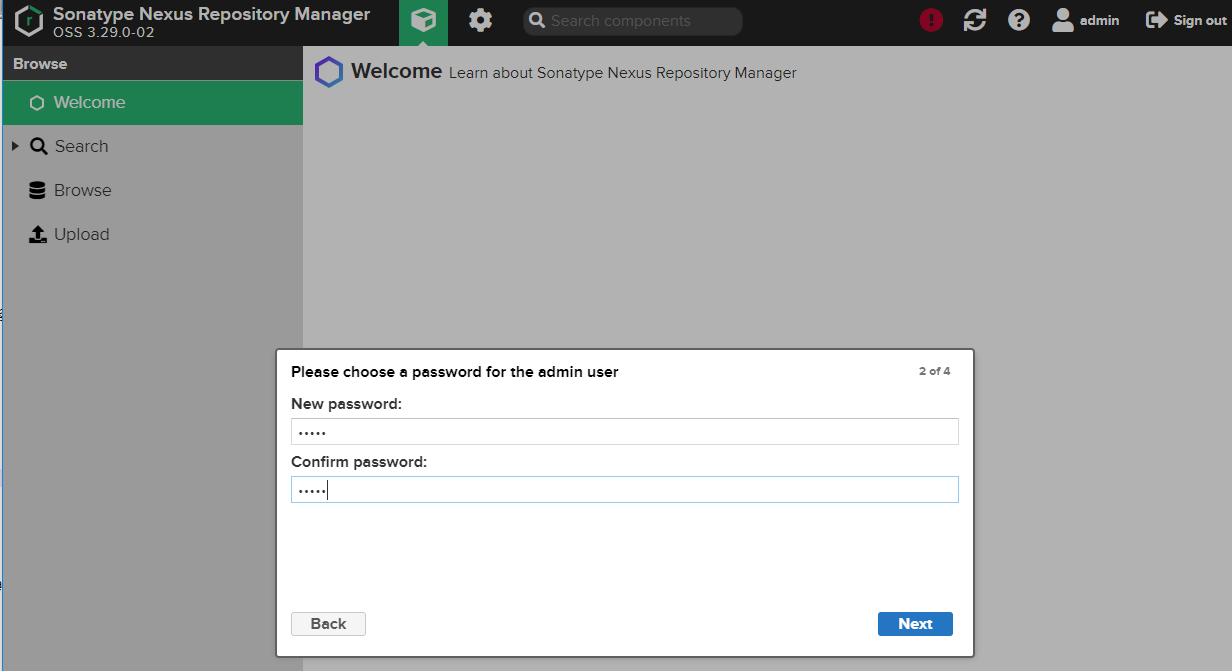 Sonatype Nexus Repository Manager
OSS 3.29.0-02
Search components
admin
Sign out
Browse
Welcome
Search
Browse
Upload
Welcome Learn about Sonatype Nexus Repository Manager
Please choose a password for the admin user
2 of 4
New password:
•••••
Confirm password:
•••••
Back
Next